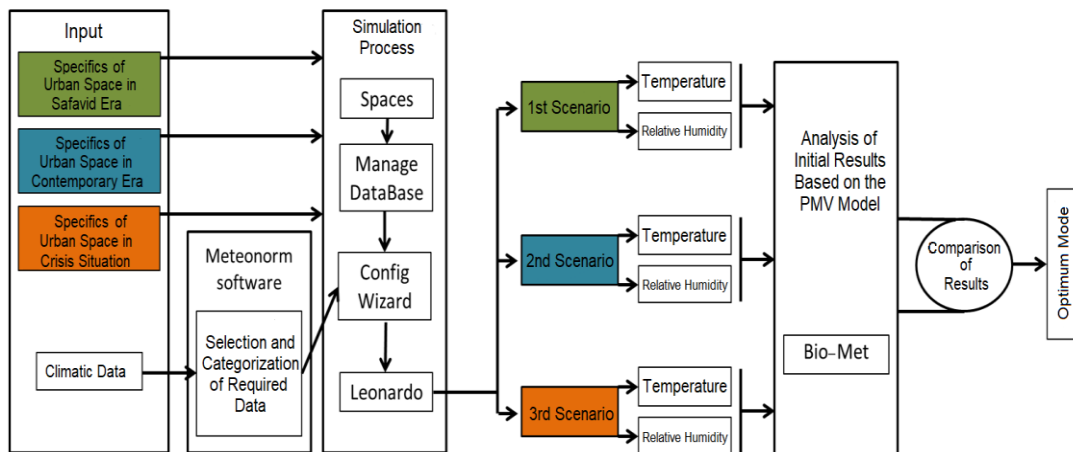 Input
Specifics of
Urban Space in
Safavid Era
Specifics of
Urban Space in
Contemporary Era
Specifics of
Urban Space in
Crisis Situation
Climatic Data
Meteonorm
software
Selection and
Categorization
of Required
Data
Simulation
Process
Spaces
Manage
DataBase
Config
Wizard
Leonardo
1st Scenario
Temperature
Relative Humidity
2nd Scenario
Temperature
Relative Humidity
3rd Scenario
Temperature
Relative Humidity
Analysis of
Initial Results
Based on the
PMV Model
Bio-Met
Comparison
of
Results
Optimum Mode